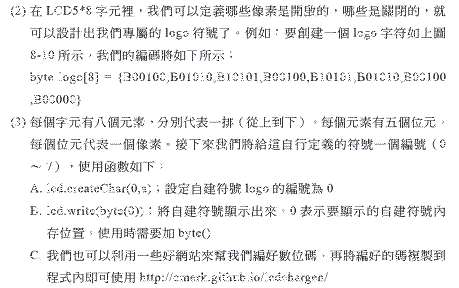 (2) 在 LCD5*8 字元裡，我們可以定義哪些像素是開啟的，哪些是關閉的，就
可以設計出我們專屬的 logo 符號了。例如：要創建一個 logo 字符如上圖
8-10 所示，我們的編碼將如下所示：
byte logo[8] = {B00100,B01010,B10101,B00100,B10101,B01010,B00100
,B00000}
(3) 每個字元有八個元素，分別代表一排（從上到下）。每個元素有五個位元。
每個位元代表一個像素。接下來我們將給這自行定義的符號一個編號（0
～ 7），使用函數如下：
A. lcd.createChar(0,a)；設定自建符號 logo 的編號為 0
B. lcd.write(byte(0))；將自建符號顯示出來。0 表示要顯示的自建符號內
存位置。使用時需要加 byte()
C. 我們也可以利用一些好網站來幫我們編好數位碼，再將編好的碼複製到
程式內即可使用 http://omerk.github.io/lcdchargen/